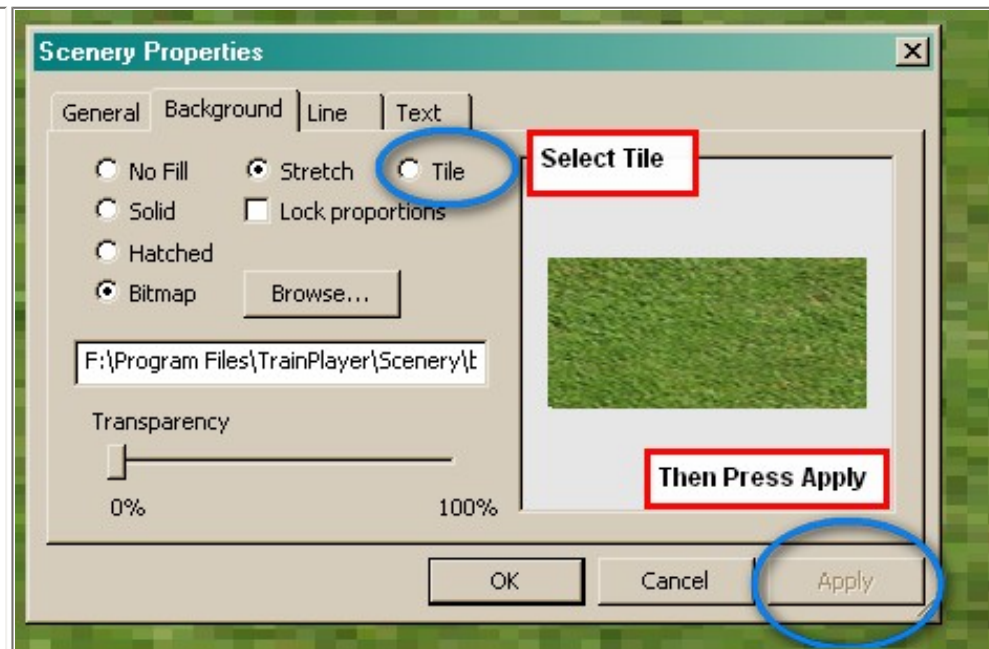 Scenery Properties
General Background Line Text
No Fill Stretch Tile
Select Tile
Solid Lock proportions
Hatched
Bitmap Browse...
F:\Program Files\TrainPlayer\Scenery\t
Transparency
0% 100%
Then Press Apply
OK Cancel Apply